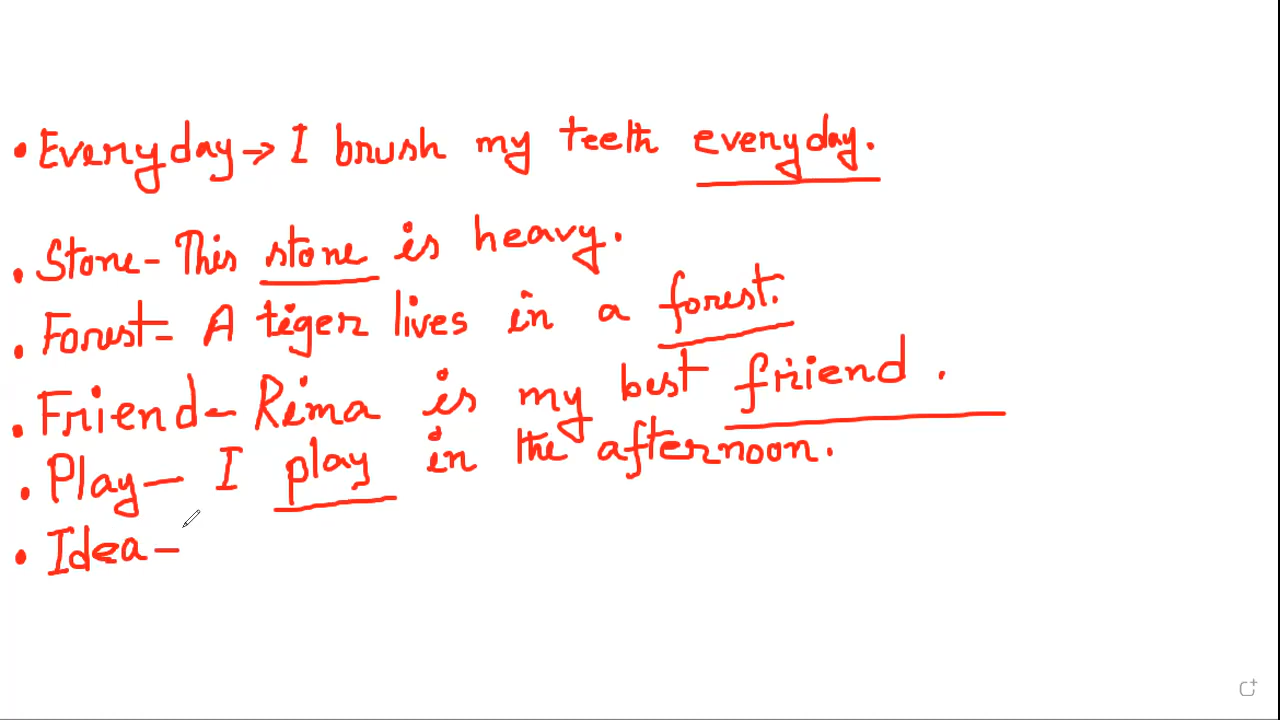 • Everyday → I brush my teeth everyday.
• Stone - This stone is heavy.
• Forest - A tiger lives in a forest.
• Friend - Rima is my best friend.
• Play - I play in the afternoon.
• Idea -